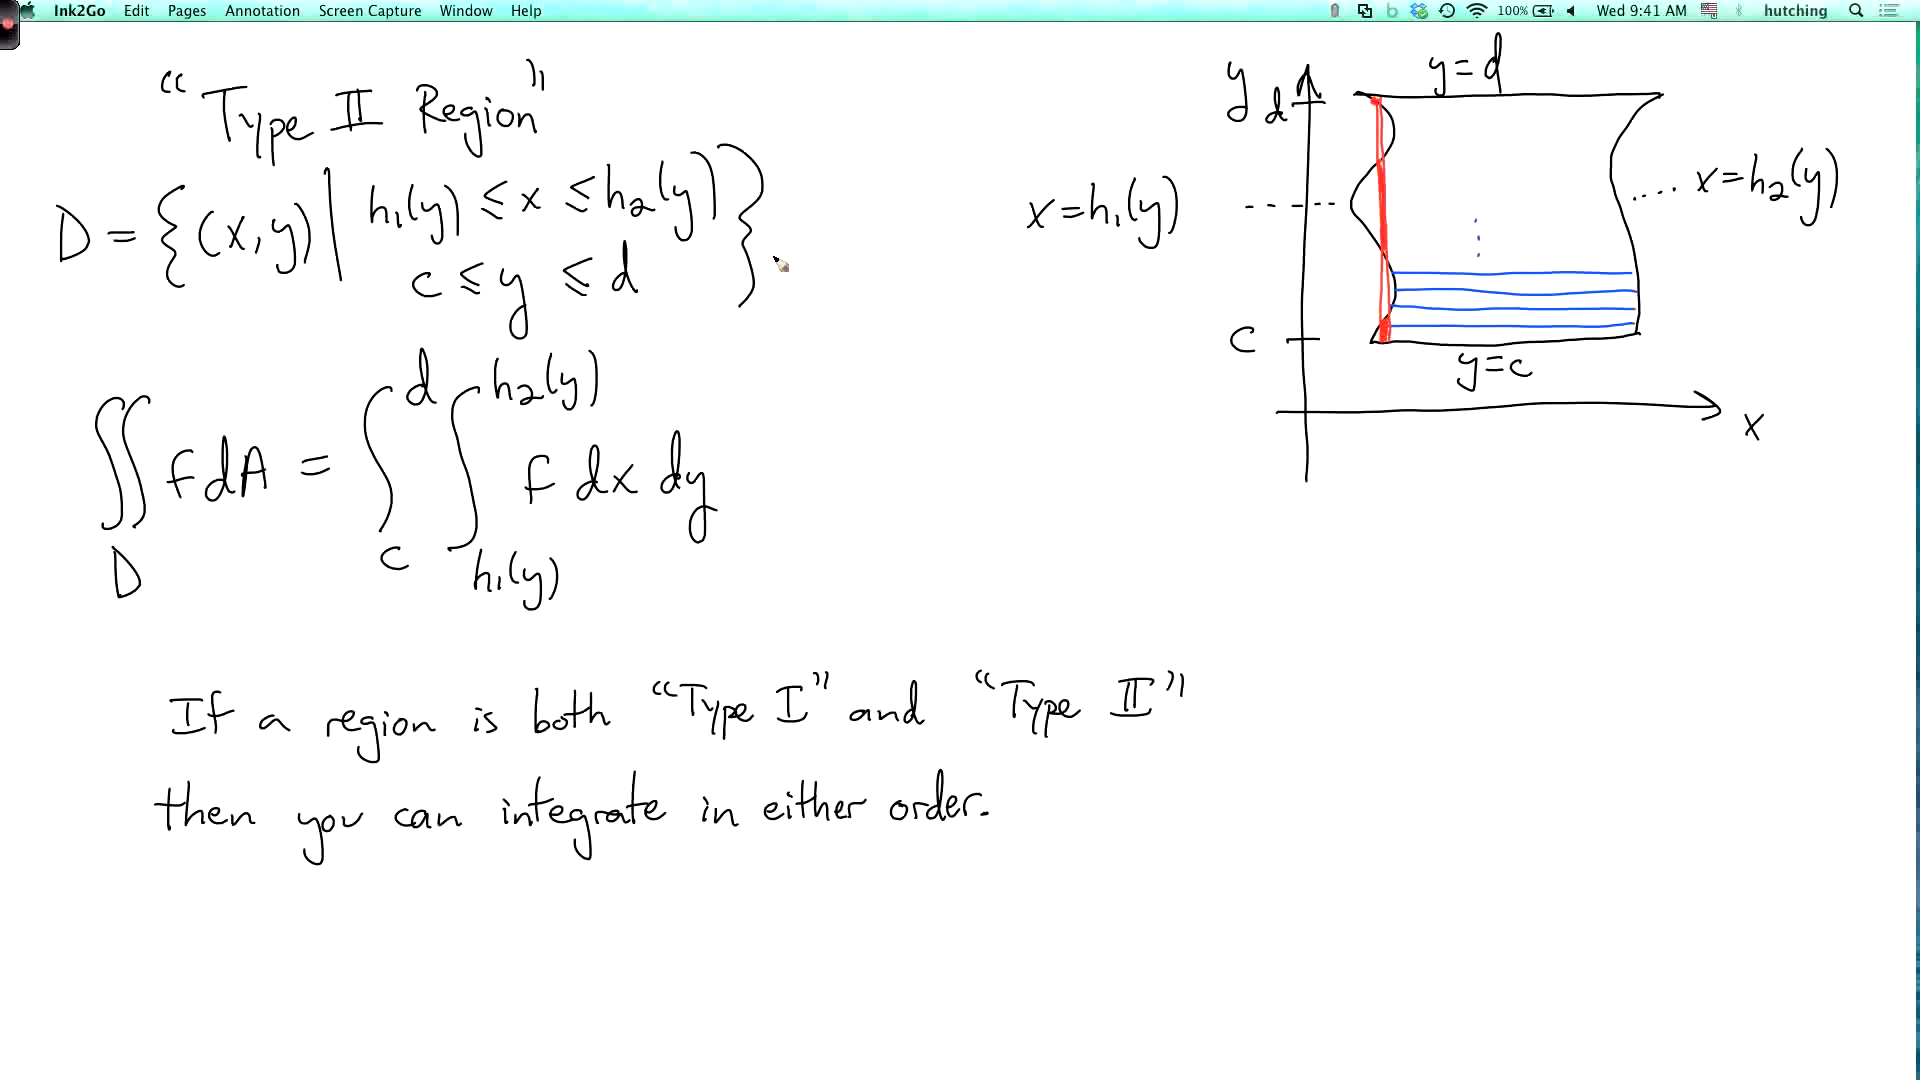 Ink2Go Edit Pages Annotation Screen Capture Window Help 100% Wed 9:41 AM hutching
“Type II Region”
D = {(x,y) | h₁(y) ≤ x ≤ h₂(y)
c ≤ y ≤ d}
∬_D f dA = ∫_c^d ∫_{h₁(y)}^{h₂(y)} f dx dy
y
d
y=d
x=h₁(y)
x=h₂(y)
c
y=c
x
If a region is both “Type I” and “Type II”
then you can integrate in either order.